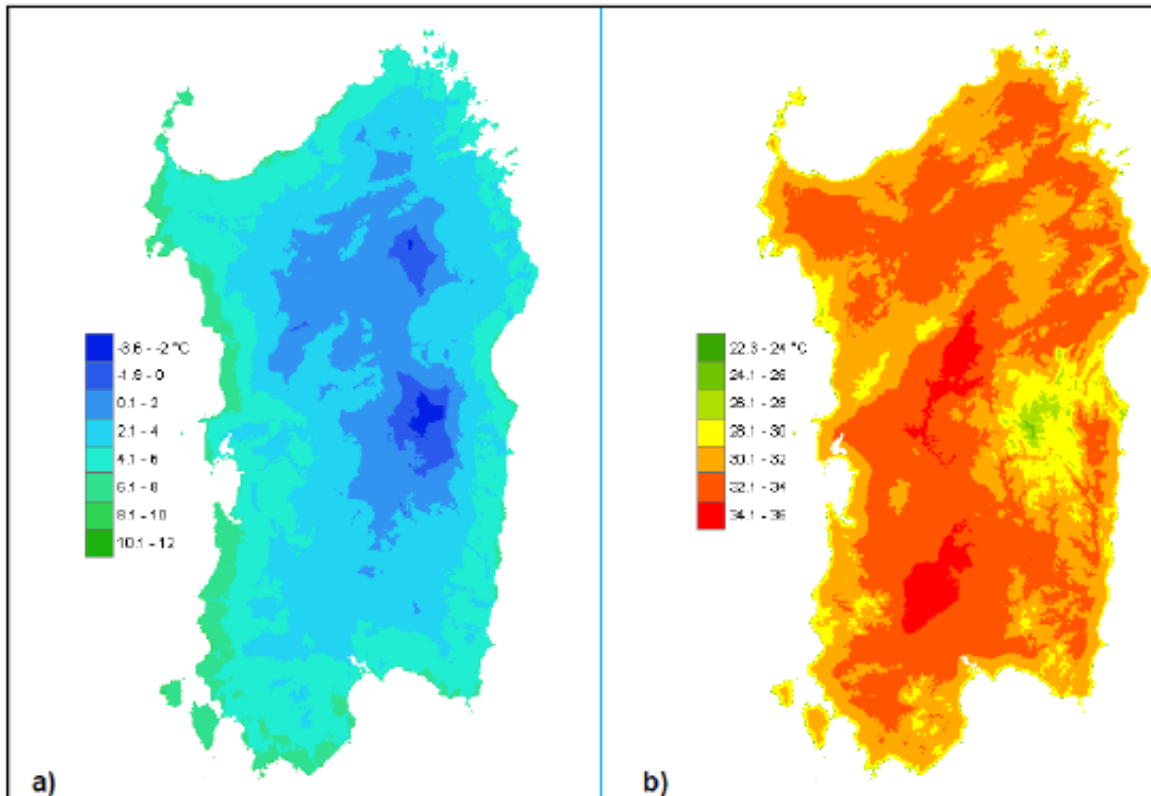 -3.6 - -2 °C
-1.9 - 0
0.1 - 2
2.1 - 4
4.1 - 6
6.1 - 8
8.1 - 10
10.1 - 12
a)
22.3 - 24 °C
24.1 - 26
26.1 - 28
28.1 - 30
30.1 - 32
32.1 - 34
34.1 - 36
b)